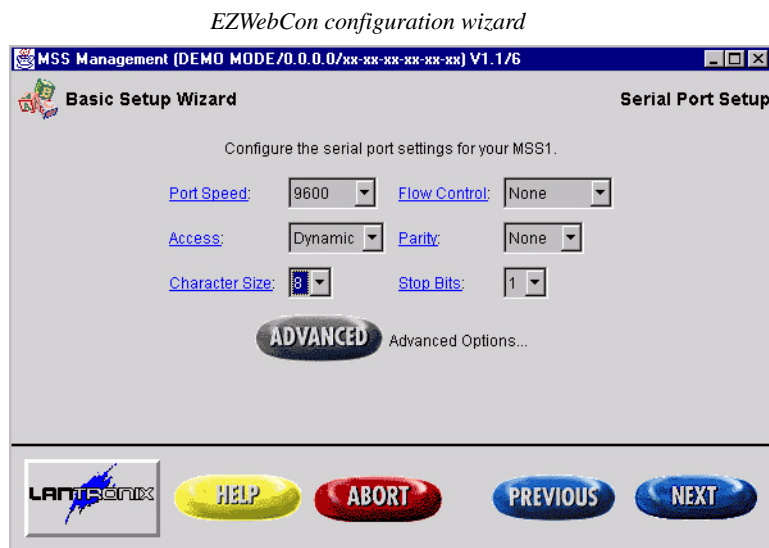 EZWebCon configuration wizard
MSS Management (DEMO MODE/0.0.0.0/xx-xx-xx-xx-xx-xx) V1.1/6
Basic Setup Wizard
Serial Port Setup
Configure the serial port settings for your MSS1.
Port Speed: 9600 Flow Control: None
Access: Dynamic Parity: None
Character Size: 8 Stop Bits: 1
ADVANCED Advanced Options...
LANTRONIX HELP ABORT PREVIOUS NEXT